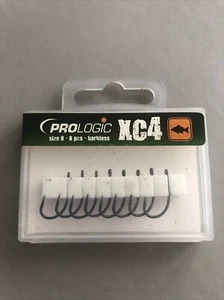 PROLOGIC XC4
size 8 - 8 pcs - barbless